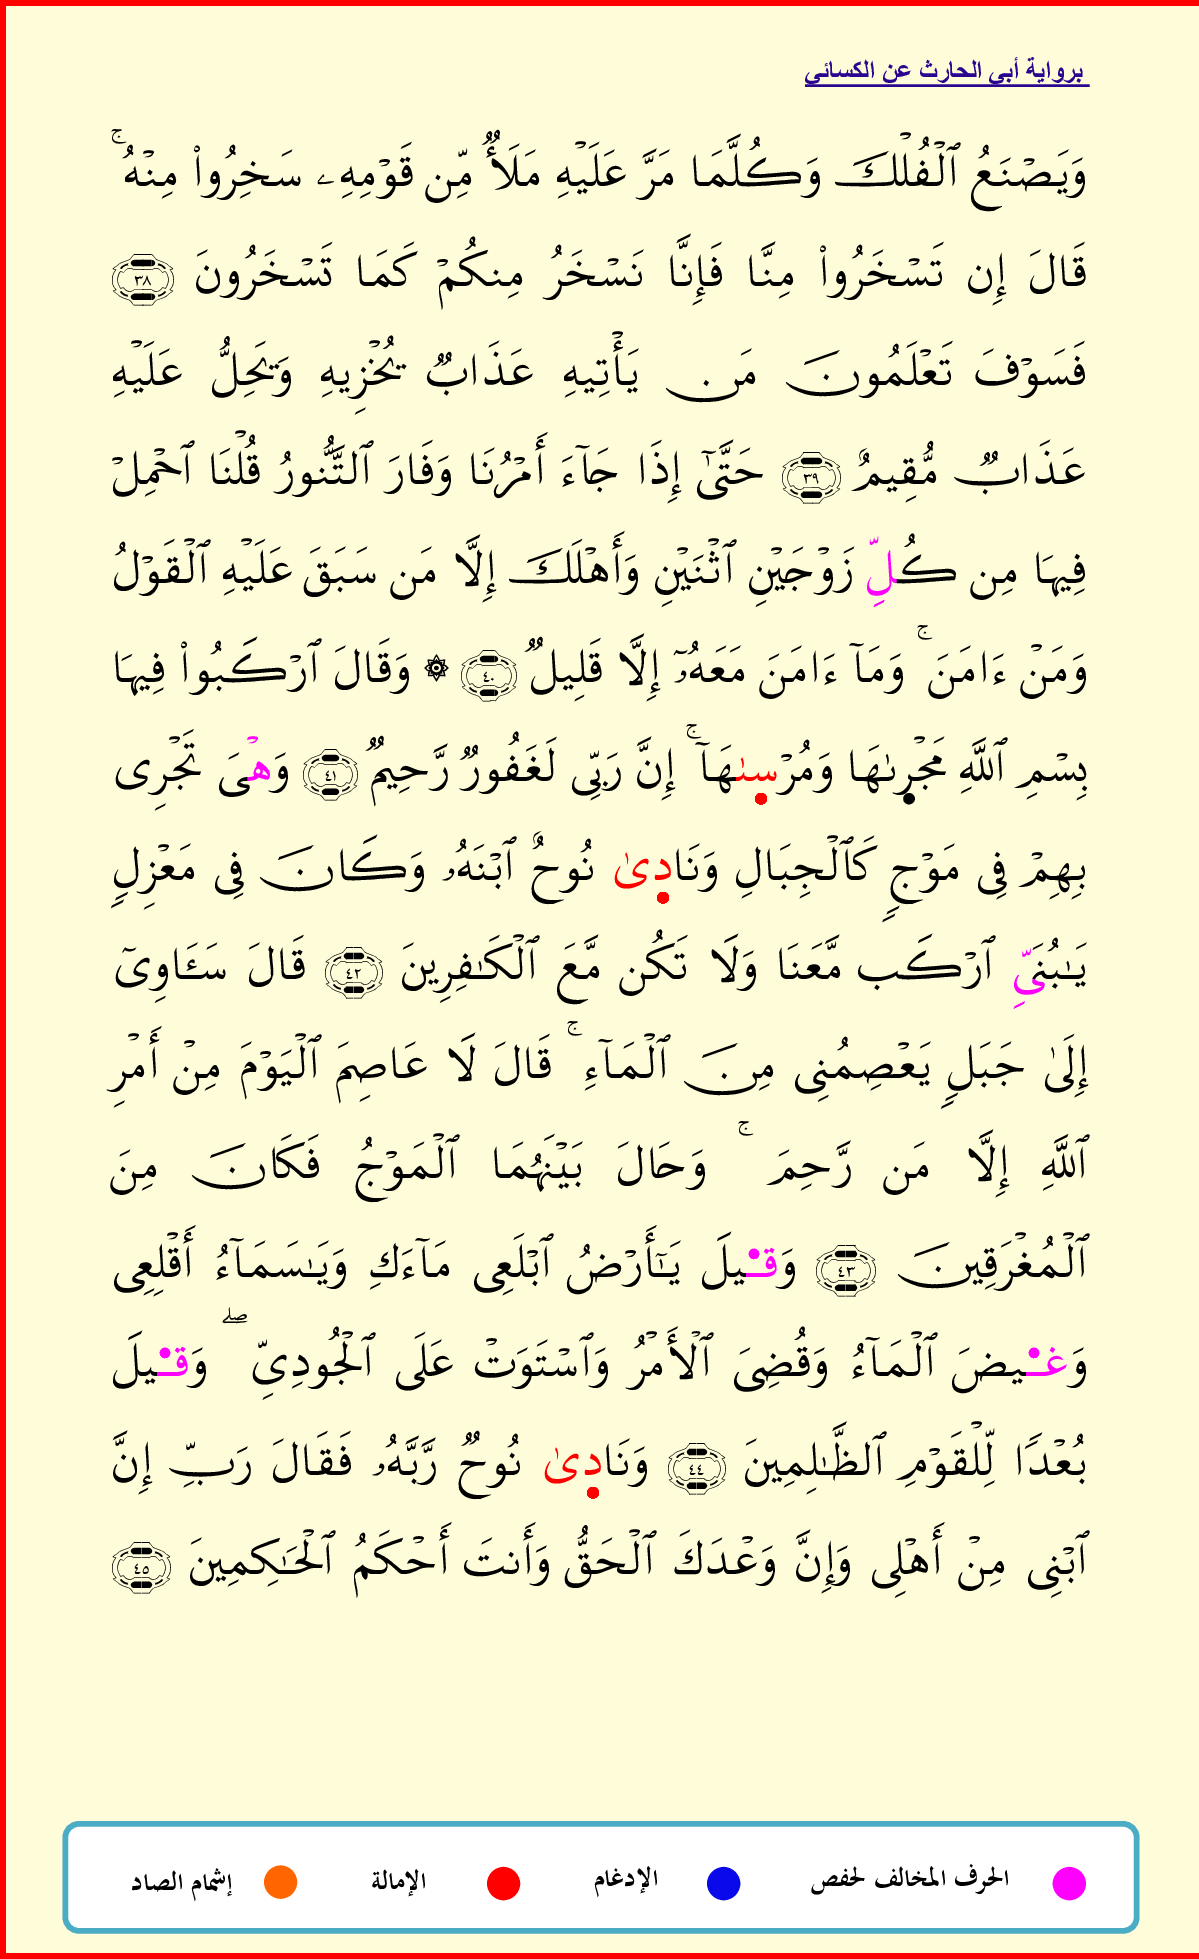 برواية أبي الحارث عن الكسائي
وَيَصۡنَعُ ٱلۡفُلۡكَ وَكُلَّمَا مَرَّ عَلَيۡهِ مَلَأٞ مِّن قَوۡمِهِۦ سَخِرُواْ مِنۡهُۚ
قَالَ إِن تَسۡخَرُواْ مِنَّا فَإِنَّا نَسۡخَرُ مِنكُمۡ كَمَا تَسۡخَرُونَ ٣٨
فَسَوۡفَ تَعۡلَمُونَ مَن يَأۡتِيهِ عَذَابٞ يُخۡزِيهِ وَيَحِلُّ عَلَيۡهِ
عَذَابٞ مُّقِيمٌ ٣٩ حَتَّىٰٓ إِذَا جَآءَ أَمۡرُنَا وَفَارَ ٱلتَّنُّورُ قُلۡنَا ٱحۡمِلۡ
فِيهَا مِن كُلِّ زَوۡجَيۡنِ ٱثۡنَيۡنِ وَأَهۡلَكَ إِلَّا مَن سَبَقَ عَلَيۡهِ ٱلۡقَوۡلُ
وَمَنۡ ءَامَنَۚ وَمَآ ءَامَنَ مَعَهُۥٓ إِلَّا قَلِيلٞ ٤٠ ۞ وَقَالَ ٱرۡكَبُواْ فِيهَا
بِسۡمِ ٱللَّهِ مَجۡر۪ىٰهَا وَمُرۡس۪ىٰهَآۚ إِنَّ رَبِّي لَغَفُورٞ رَّحِيمٞ ٤١ وَهۡيَ تَجۡرِي
بِهِمۡ فِي مَوۡجٖ كَٱلۡجِبَالِ وَنَاد۪ىٰ نُوحٌ ٱبۡنَهُۥ وَكَانَ فِي مَعۡزِلٖ
يَٰبُنَيِّ ٱرۡكَب مَّعَنَا وَلَا تَكُن مَّعَ ٱلۡكَٰفِرِينَ ٤٢ قَالَ سَـَٔاوِيٓ
إِلَىٰ جَبَلٖ يَعۡصِمُنِي مِنَ ٱلۡمَآءِۚ قَالَ لَا عَاصِمَ ٱلۡيَوۡمَ مِنۡ أَمۡرِ
ٱللَّهِ إِلَّا مَن رَّحِمَۚ وَحَالَ بَيۡنَهُمَا ٱلۡمَوۡجُ فَكَانَ مِنَ
ٱلۡمُغۡرَقِينَ ٤٣ وَق۬يلَ يَٰٓأَرۡضُ ٱبۡلَعِي مَآءَكِ وَيَٰسَمَآءُ أَقۡلِعِي
وَغ۬يضَ ٱلۡمَآءُ وَقُضِيَ ٱلۡأَمۡرُ وَٱسۡتَوَتۡ عَلَى ٱلۡجُودِيِّۖ وَق۬يلَ
بُعۡدٗا لِّلۡقَوۡمِ ٱلظَّٰلِمِينَ ٤٤ وَنَاد۪ىٰ نُوحٞ رَّبَّهُۥ فَقَالَ رَبِّ إِنَّ
ٱبۡنِي مِنۡ أَهۡلِي وَإِنَّ وَعۡدَكَ ٱلۡحَقُّ وَأَنتَ أَحۡكَمُ ٱلۡحَٰكِمِينَ ٤٥
الحرف المخالف لحفص الإدغام الإمالة إشمام الصاد